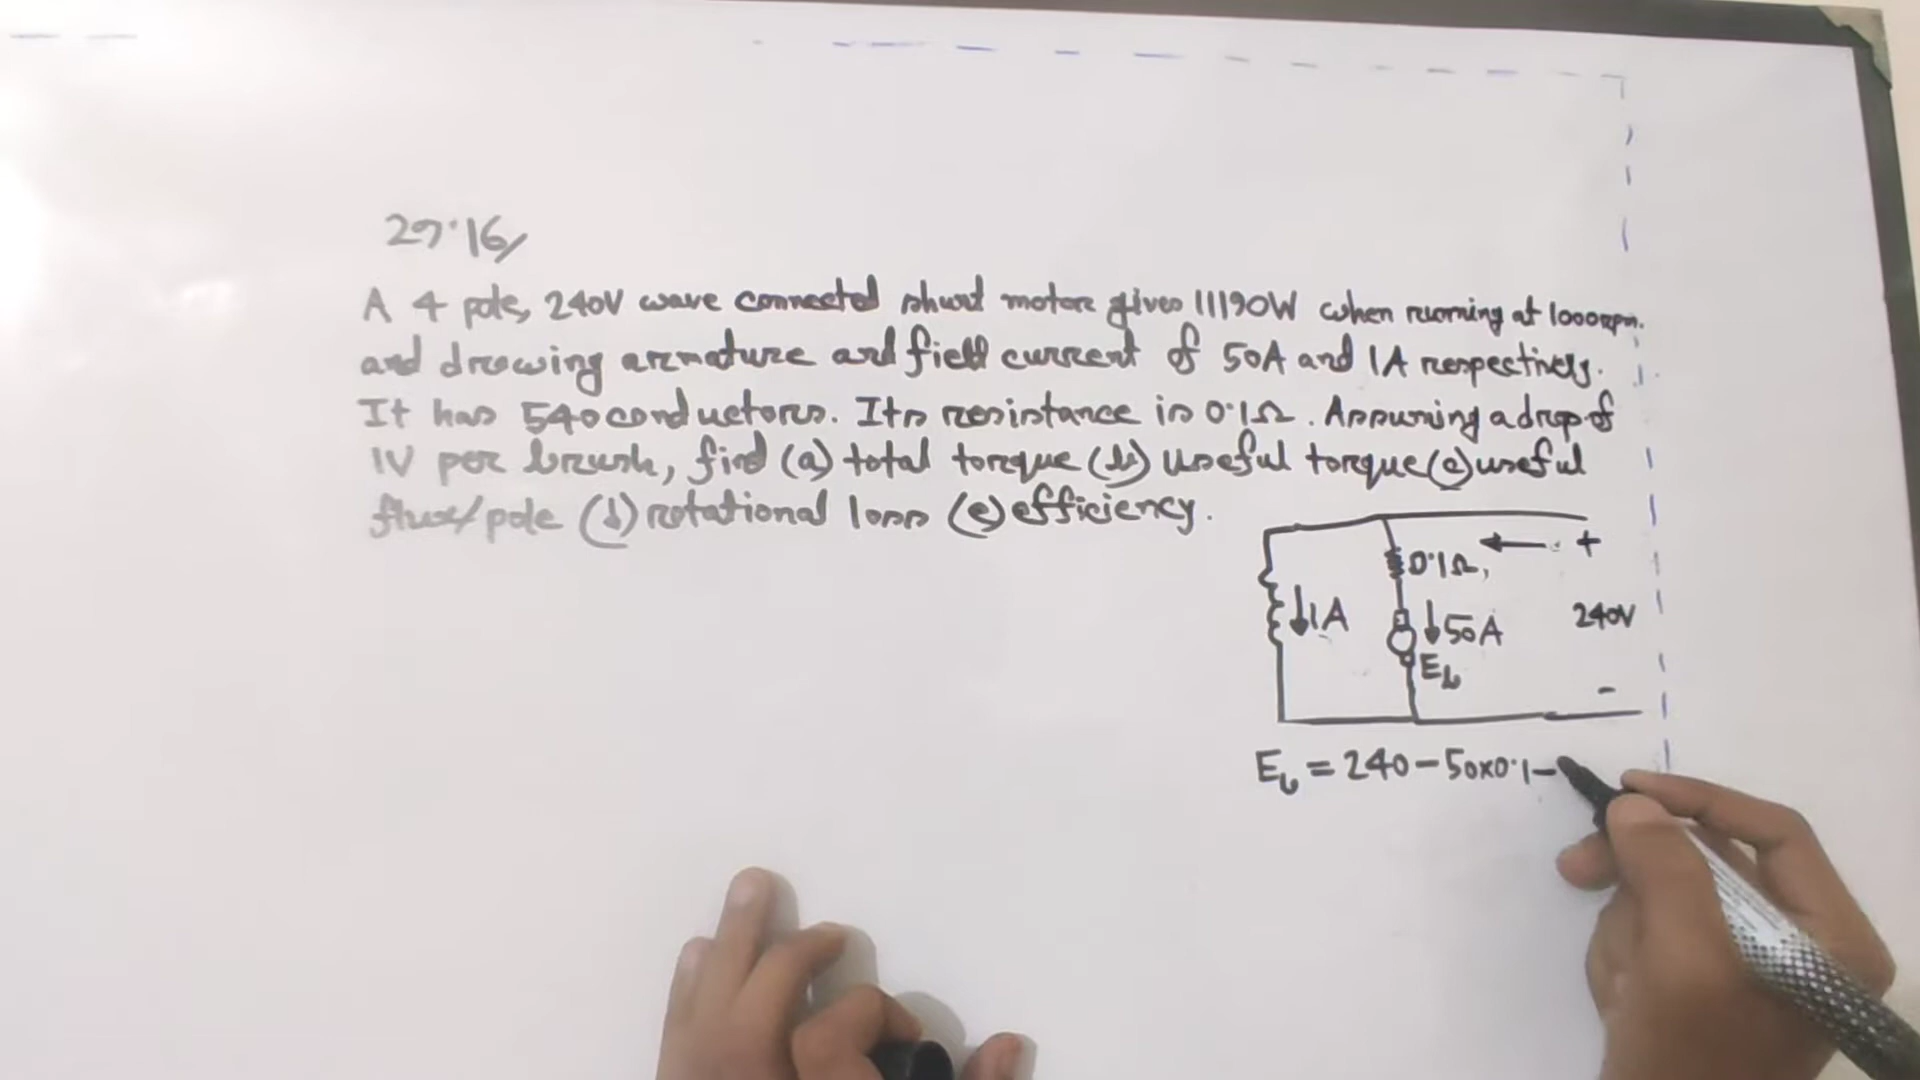 29.16/
A 4 pole, 240V wave connected shunt motor gives 11190W when running at 1000rpm.
and drawing armature and field current of 50A and 1A respectively.
It has 540 conductors. Its resistance is 0.1Ω. Assuming a drop of
1V per brush, find (a) total torque (b) useful torque (c) useful
flux/pole (d) rotational loss (e) efficiency.
+
0.1Ω,
1A
50A
240V
Eb
-
Eb = 240 - 50x0.1 -